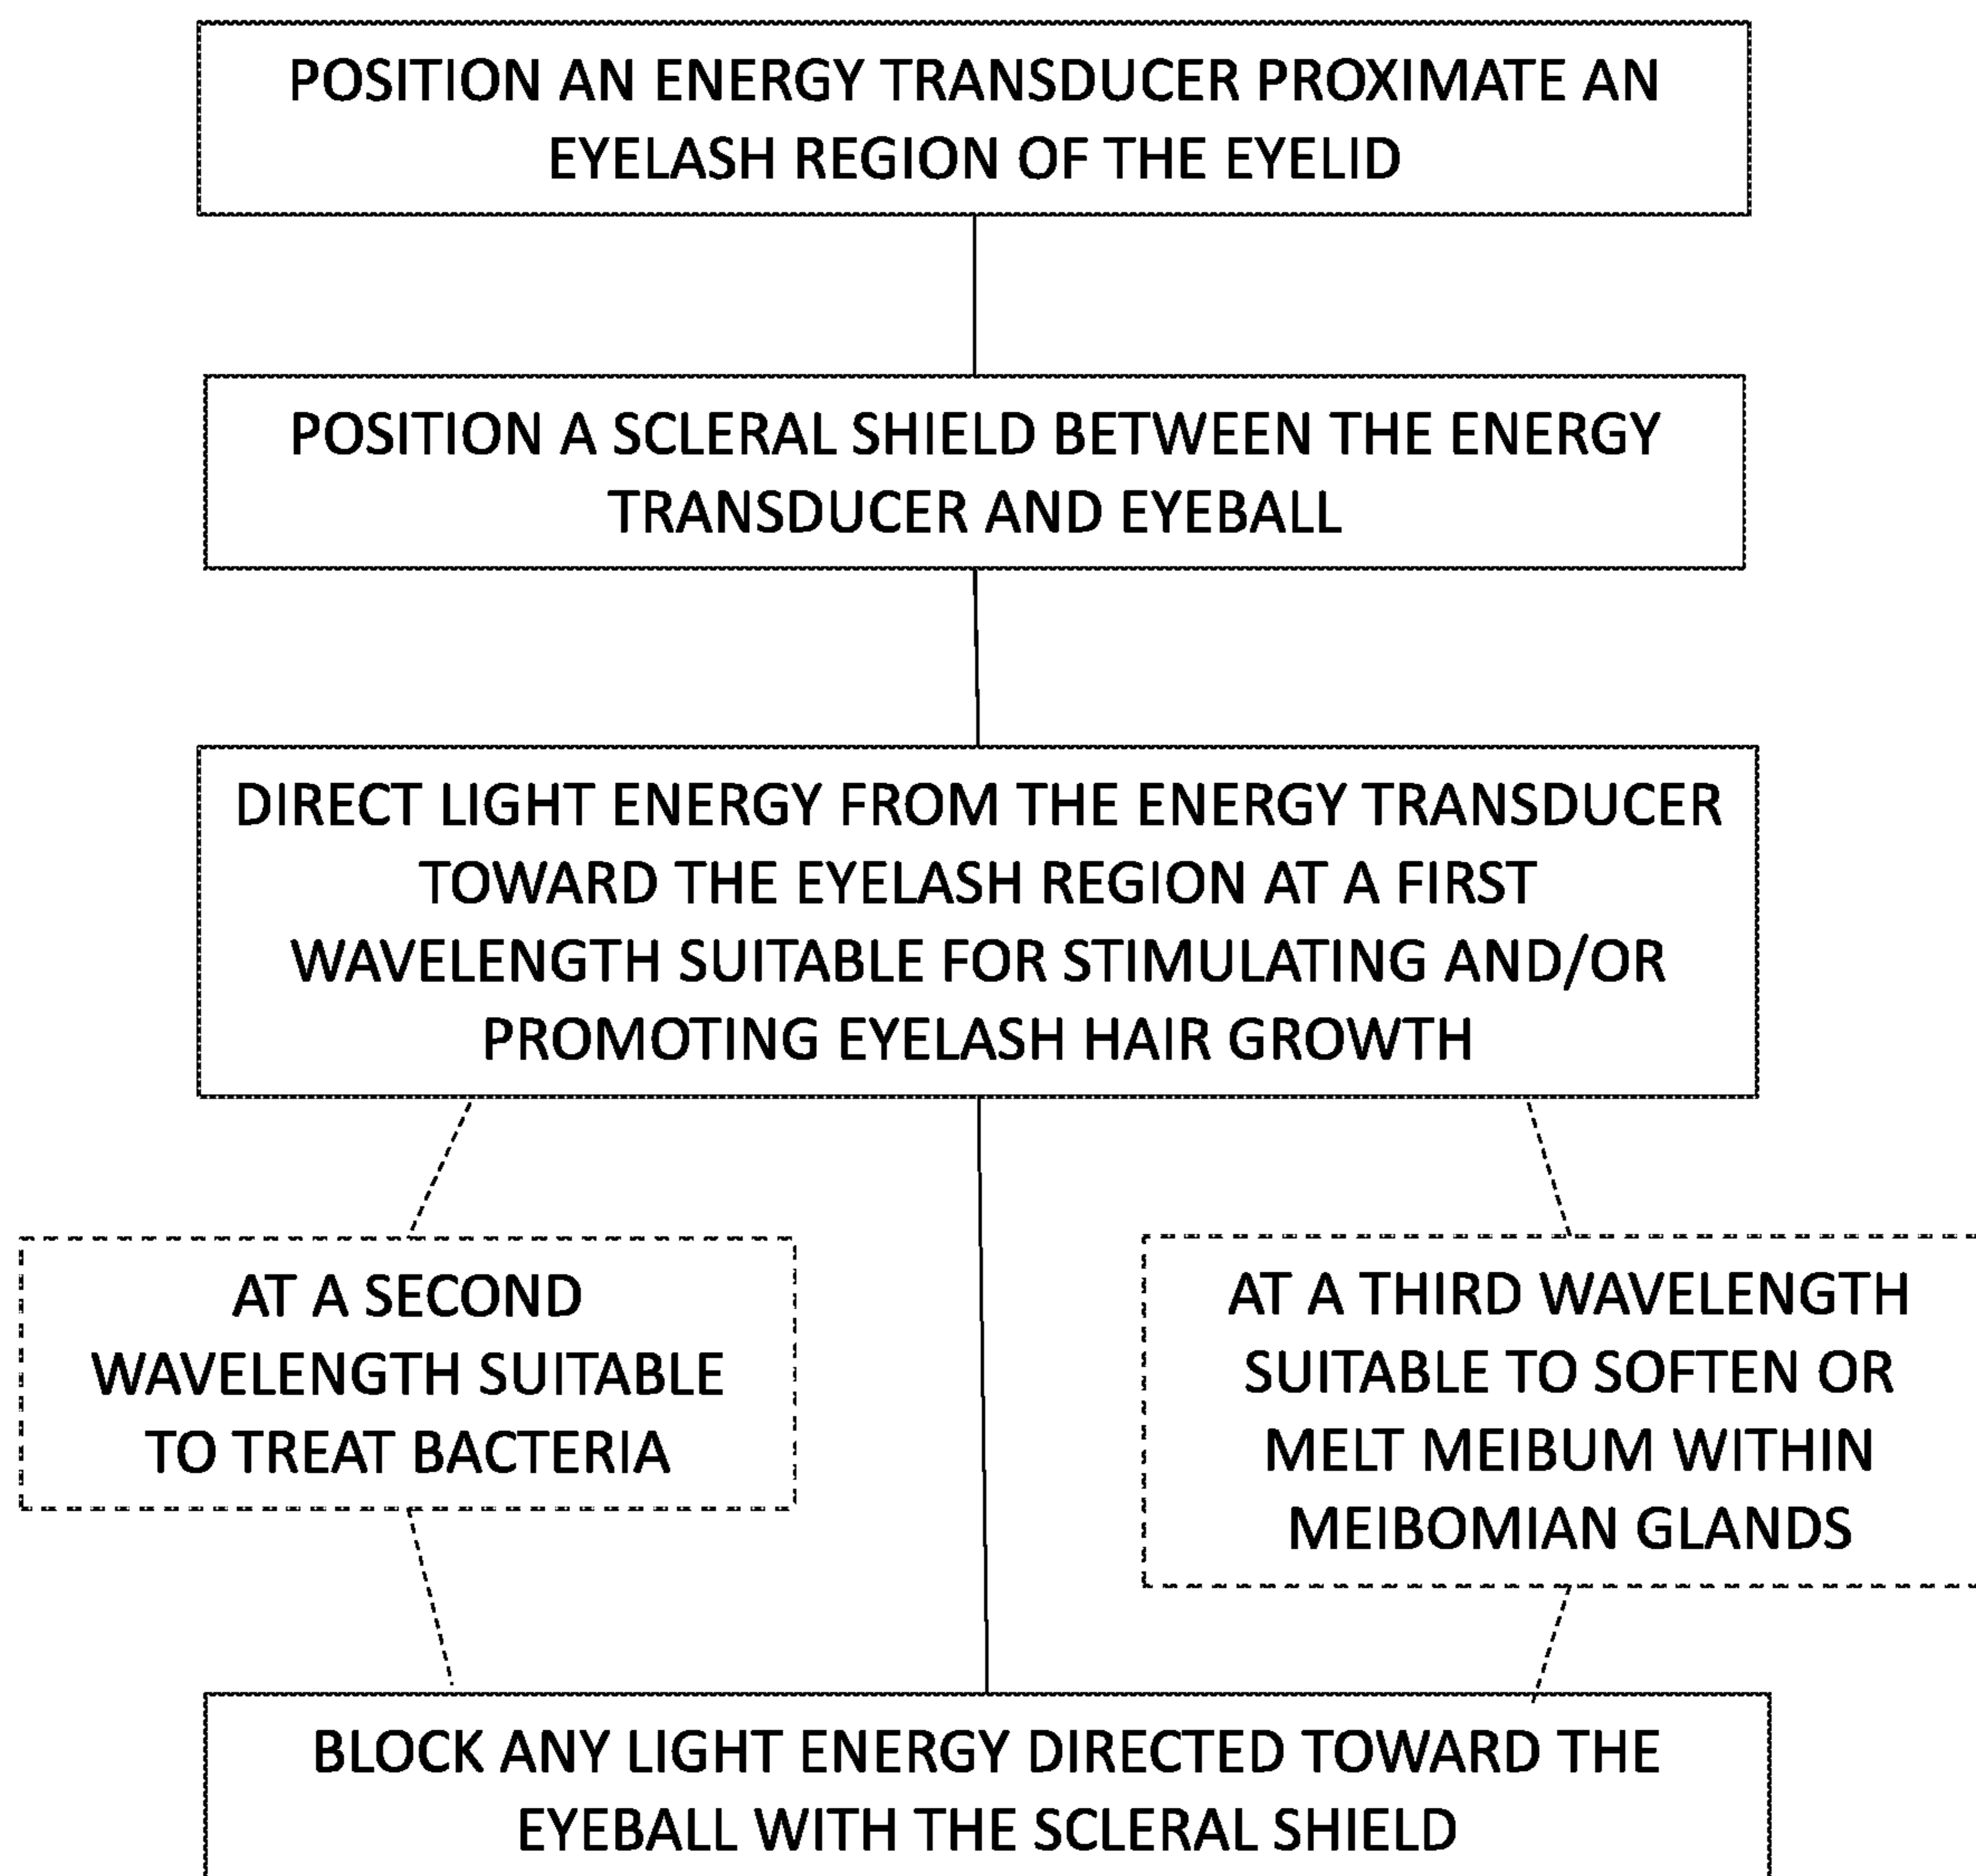 POSITION AN ENERGY TRANSDUCER PROXIMATE AN
EYELASH REGION OF THE EYELID
POSITION A SCLERAL SHIELD BETWEEN THE ENERGY
TRANSDUCER AND EYEBALL
DIRECT LIGHT ENERGY FROM THE ENERGY TRANSDUCER
TOWARD THE EYELASH REGION AT A FIRST
WAVELENGTH SUITABLE FOR STIMULATING AND/OR
PROMOTING EYELASH HAIR GROWTH
AT A SECOND
WAVELENGTH SUITABLE
TO TREAT BACTERIA
AT A THIRD WAVELENGTH
SUITABLE TO SOFTEN OR
MELT MEIBUM WITHIN
MEIBOMIAN GLANDS
BLOCK ANY LIGHT ENERGY DIRECTED TOWARD THE
EYEBALL WITH THE SCLERAL SHIELD